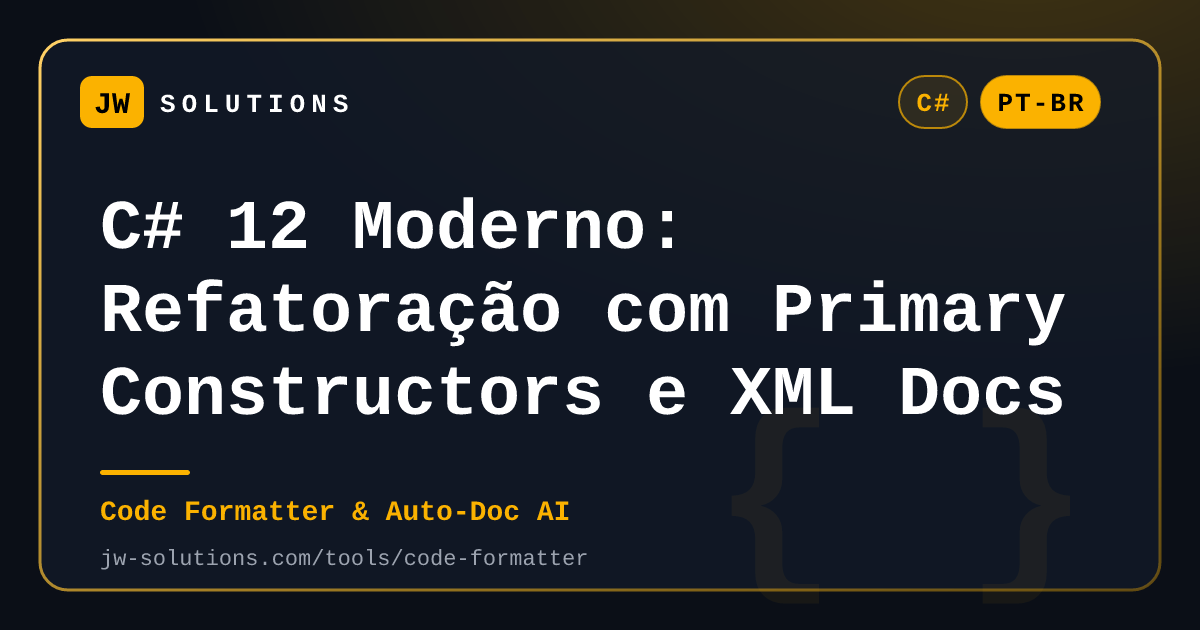 JW SOLUTIONS
C# PT-BR
C# 12 Moderno:
Refatoração com Primary
Constructors e XML Docs
{ }
Code Formatter & Auto-Doc AI
jw-solutions.com/tools/code-formatter